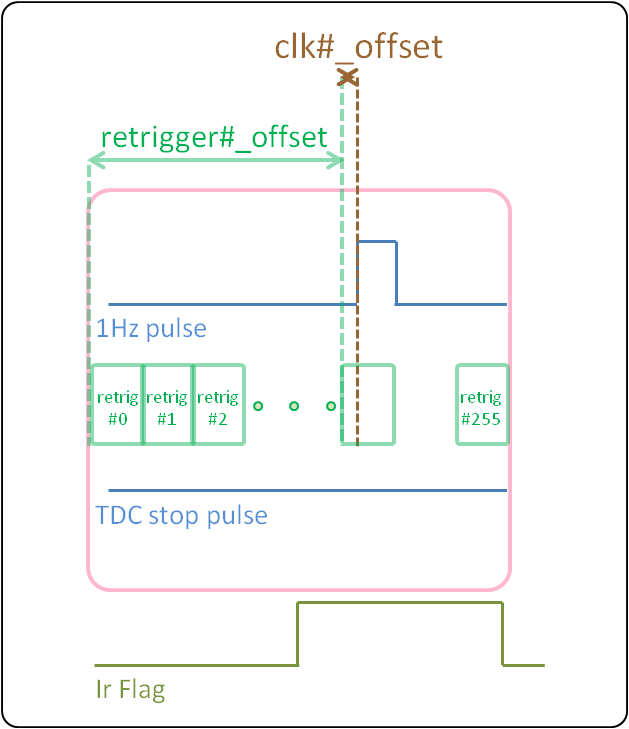 clk#_offset
retrigger#_offset
1Hz pulse
retrig
#0
retrig
#1
retrig
#2
retrig
#255
TDC stop pulse
Ir Flag